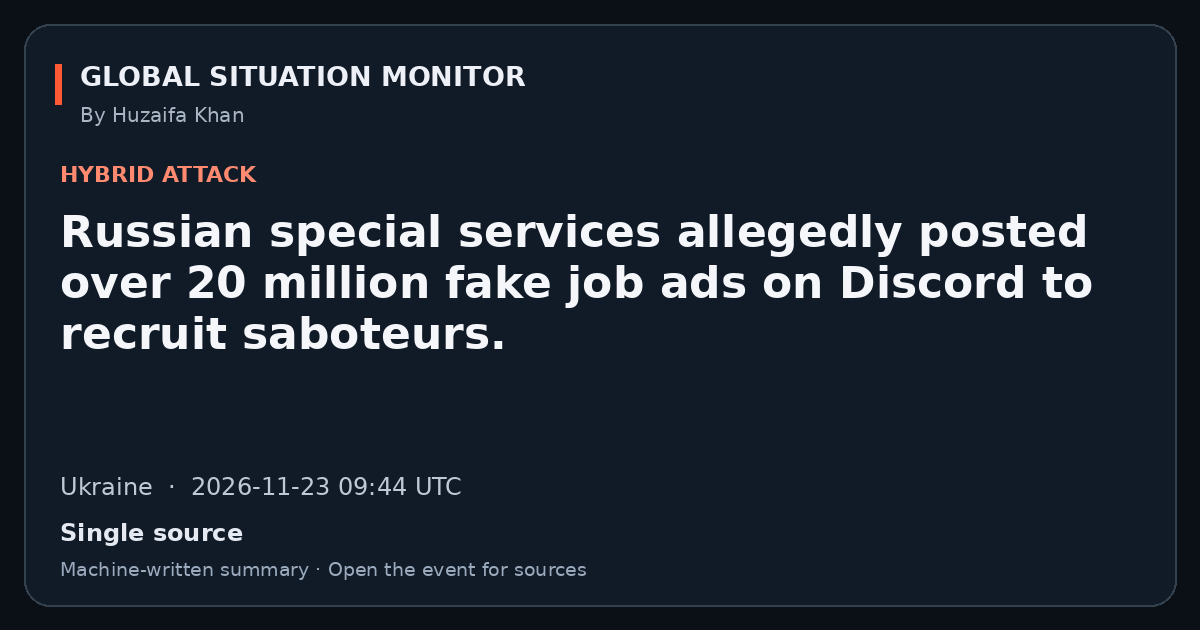 GLOBAL SITUATION MONITOR
By Huzaifa Khan
HYBRID ATTACK
Russian special services allegedly posted
over 20 million fake job ads on Discord to
recruit saboteurs.
Ukraine · 2026-11-23 09:44 UTC
Single source
Machine-written summary · Open the event for sources